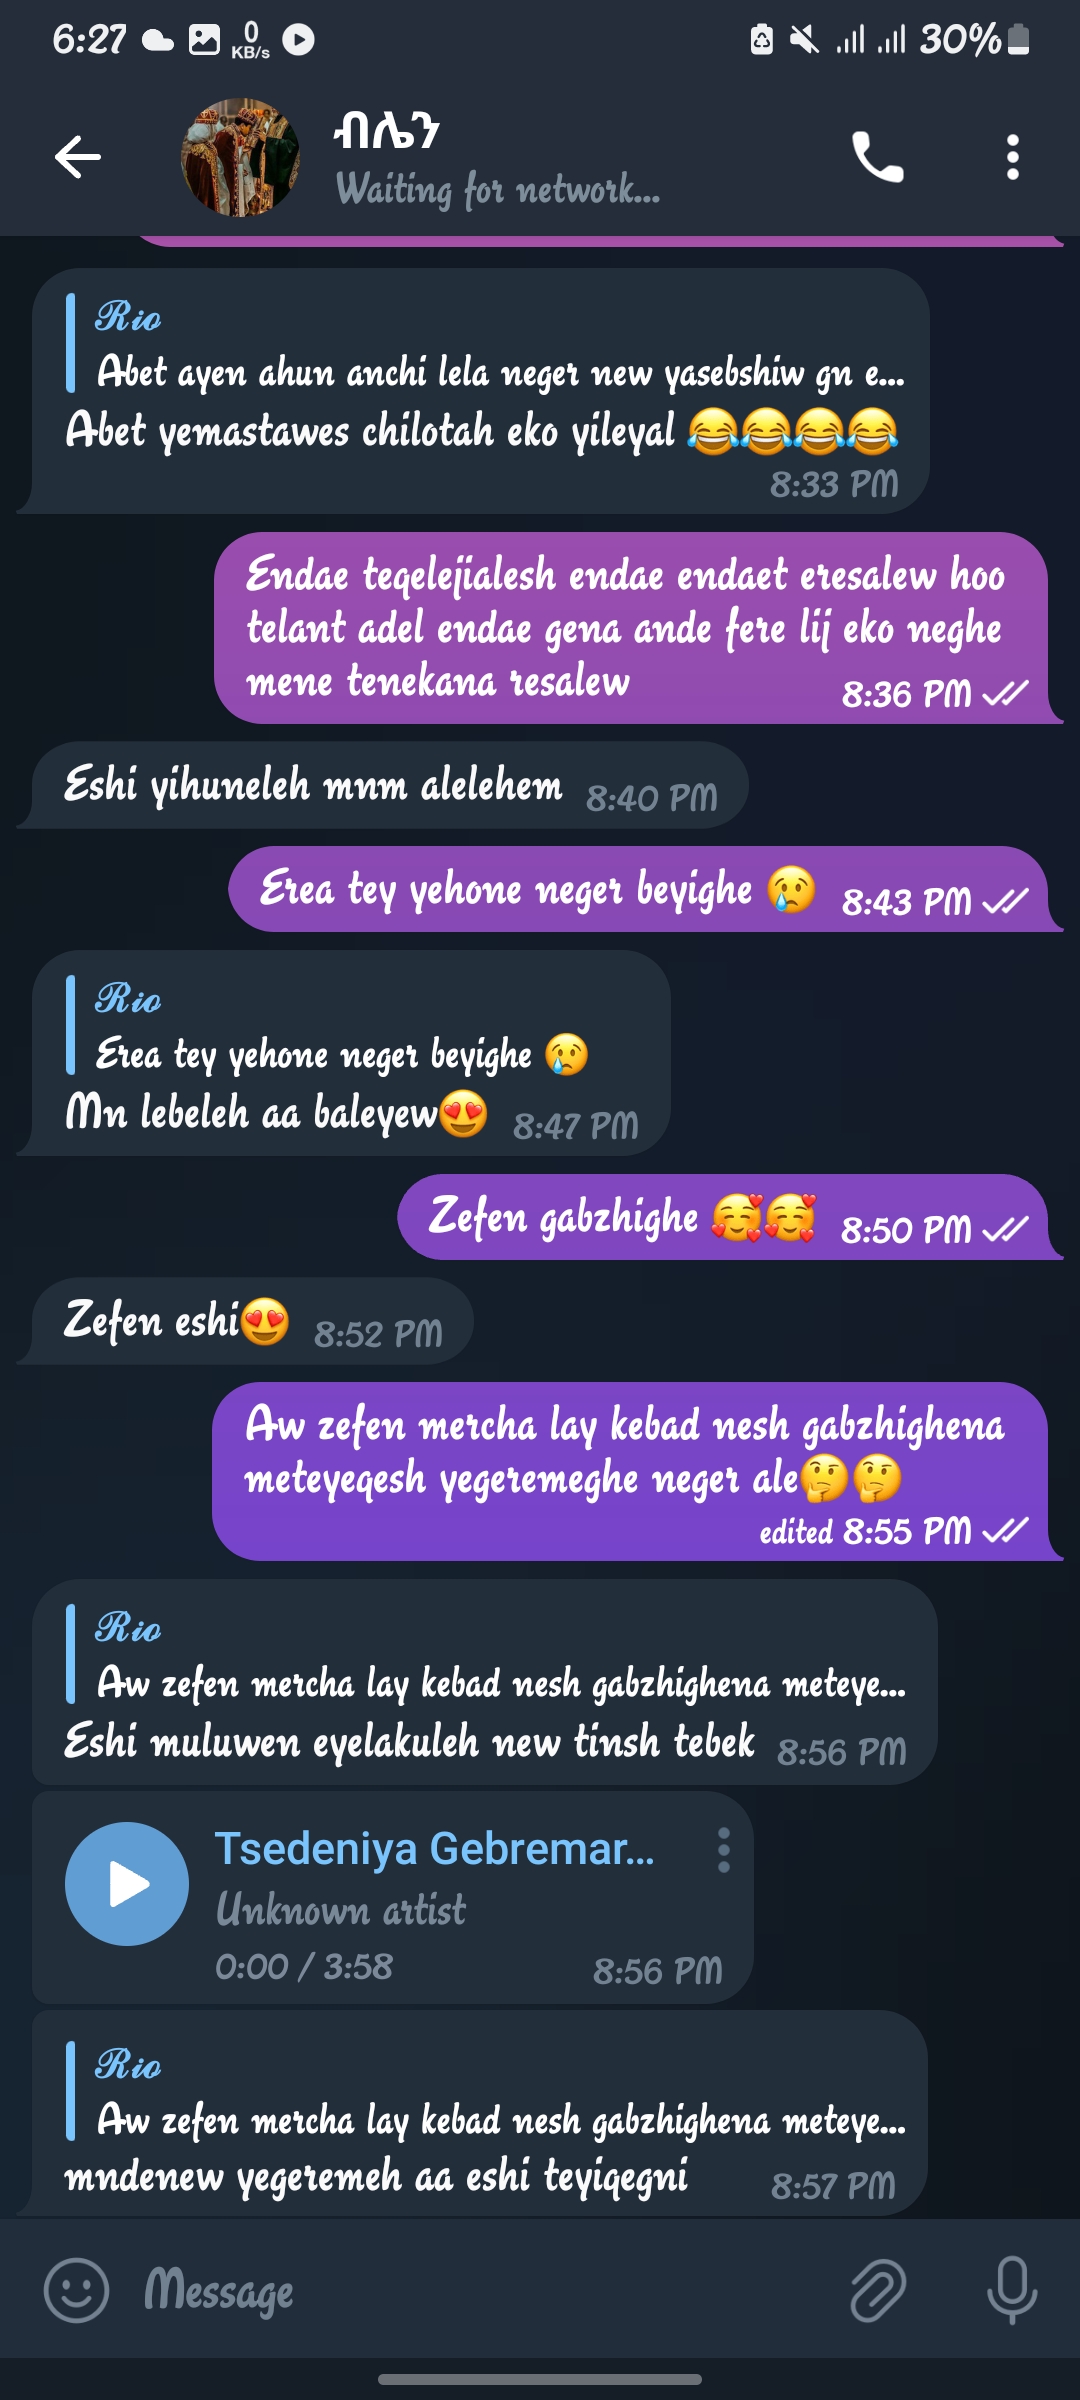 6:27
0
KB/s
30%
ብሌን
Waiting for network...
Rio
Abet ayen ahun anchi lela neger new yasebshiw gn e...
Abet yemastawes chilotah eko yileyal 😂😂😂😂
8:33 PM
Endae teqelejialesh endae endaet eresalew hoo
telant adel endae gena ande fere lij eko neghe
mene tenekana resalew
8:36 PM
Eshi yihuneleh mnm alelehem 8:40 PM
Erea tey yehone neger beyighe 😢 8:43 PM
Rio
Erea tey yehone neger beyighe 😢
Mn lebeleh aa baleyew😍 8:47 PM
Zefen gabzhighe 🥰🥰 8:50 PM
Zefen eshi😍 8:52 PM
Aw zefen mercha lay kebad nesh gabzhighena
meteyeqesh yegeremeghe neger ale🤔🤔
edited 8:55 PM
Rio
Aw zefen mercha lay kebad nesh gabzhighena meteye...
Eshi muluwen eyelakuleh new tinsh tebek 8:56 PM
Tsedeniya Gebremar...
Unknown artist
0:00 / 3:58 8:56 PM
Rio
Aw zefen mercha lay kebad nesh gabzhighena meteye...
mndenew yegeremeh aa eshi teyiqegni 8:57 PM
Message